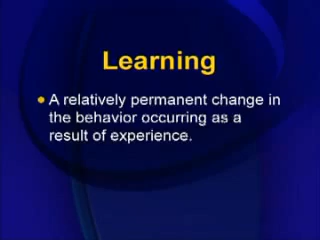 Learning
A relatively permanent change in
the behavior occurring as a
result of experience.